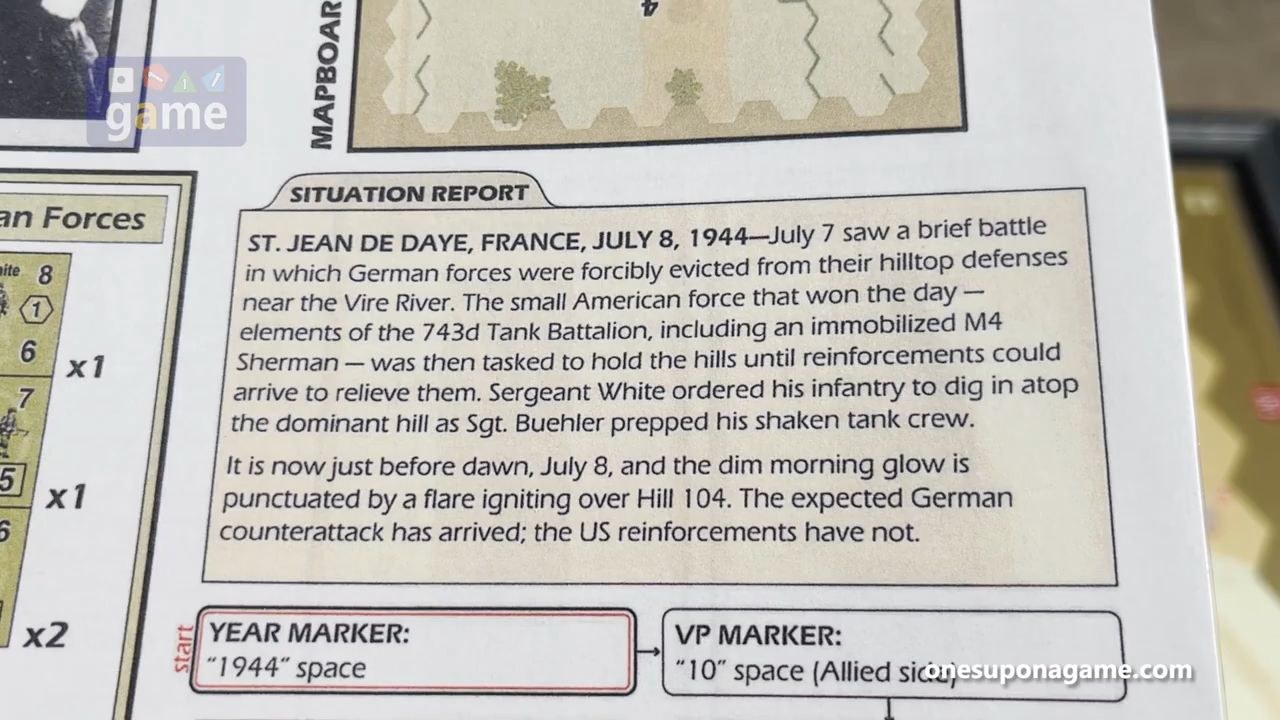 game
MAPBOAR
4
SITUATION REPORT
ST. JEAN DE DAYE, FRANCE, JULY 8, 1944—July 7 saw a brief battle
in which German forces were forcibly evicted from their hilltop defenses
near the Vire River. The small American force that won the day —
elements of the 743d Tank Battalion, including an immobilized M4
Sherman — was then tasked to hold the hills until reinforcements could
arrive to relieve them. Sergeant White ordered his infantry to dig in atop
the dominant hill as Sgt. Buehler prepped his shaken tank crew.
It is now just before dawn, July 8, and the dim morning glow is
punctuated by a flare igniting over Hill 104. The expected German
counterattack has arrived; the US reinforcements have not.
an Forces
ite 8
1
6
x1
7
5
x1
6
x2
start
YEAR MARKER:
"1944" space
VP MARKER:
"10" space (Allied side)
onesuponagame.com